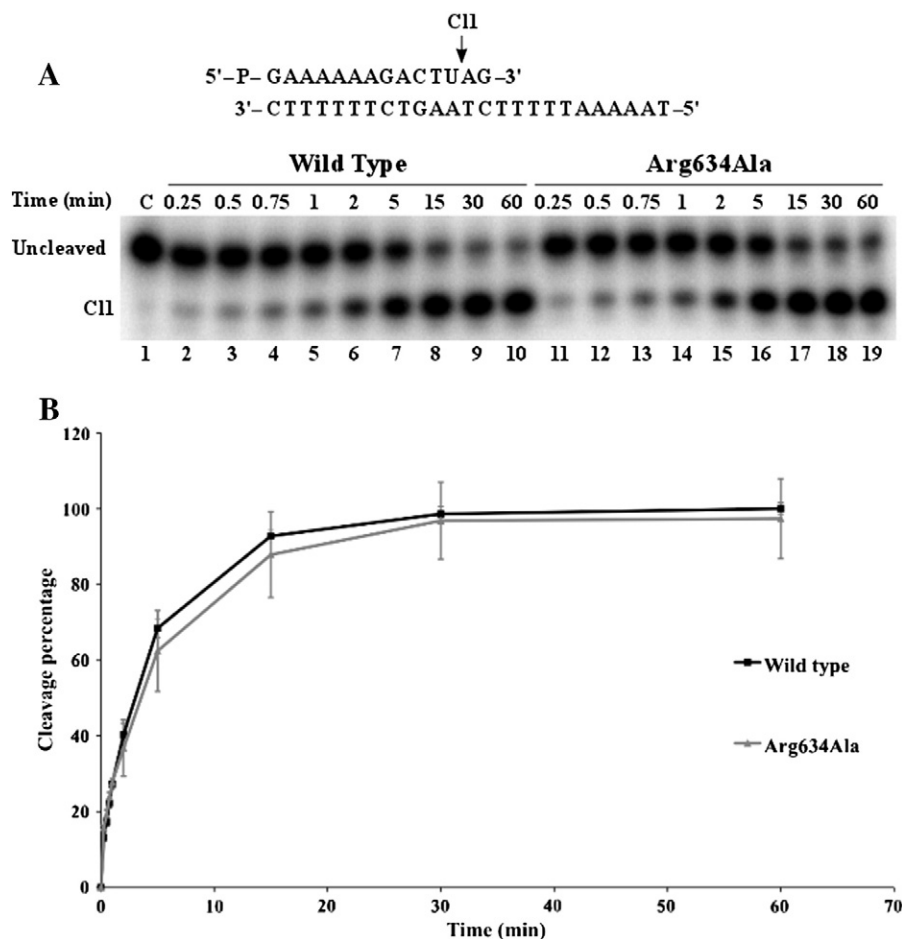 Cl1
A
5'–P– GAAAAAAGACTUAG–3'
3'– CTTTTTTCTGAATCTTTTTAAAAAT–5'
Wild Type Arg634Ala
Time (min) C 0.25 0.5 0.75 1 2 5 15 30 60 0.25 0.5 0.75 1 2 5 15 30 60
Uncleaved
Cl1
1 2 3 4 5 6 7 8 9 10 11 12 13 14 15 16 17 18 19
B
120
100
80
60
40
20
0
Cleavage percentage
Wild type
Arg634Ala
0 10 20 30 40 50 60 70
Time (min)